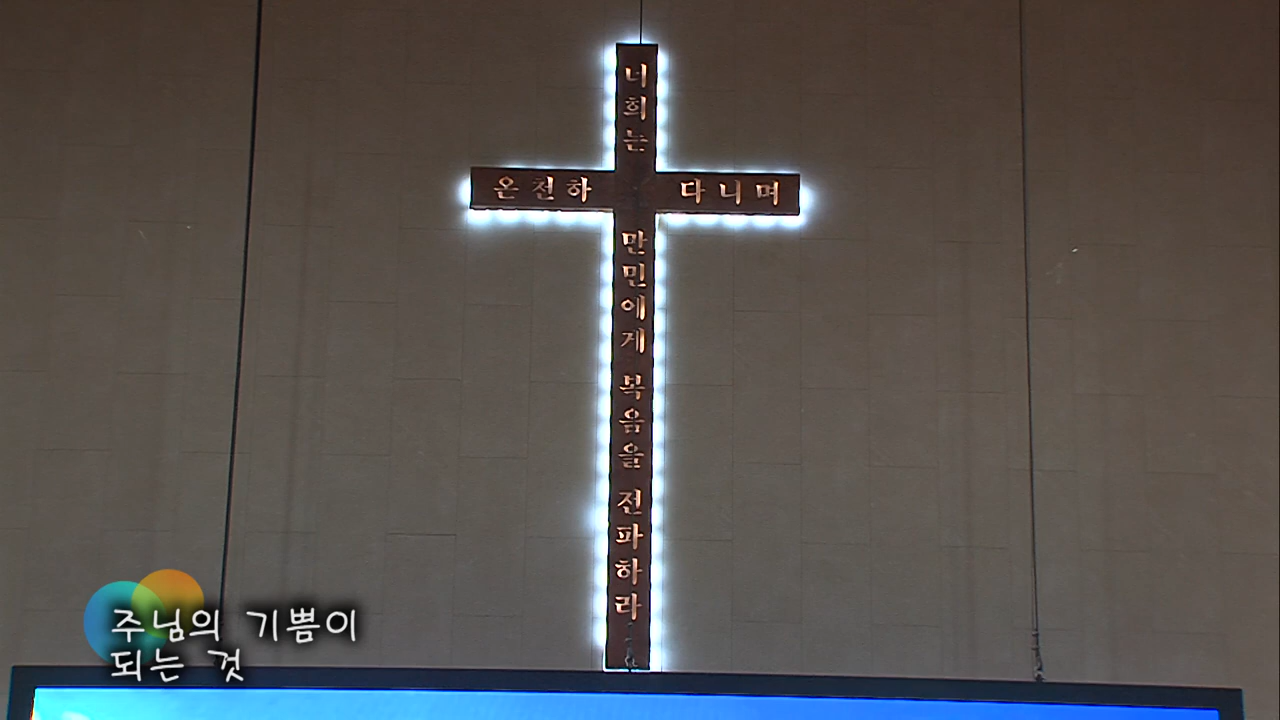 너희는
온천하 다니며
만민에게 복음을 전파하라
주님의 기쁨이
되는 것